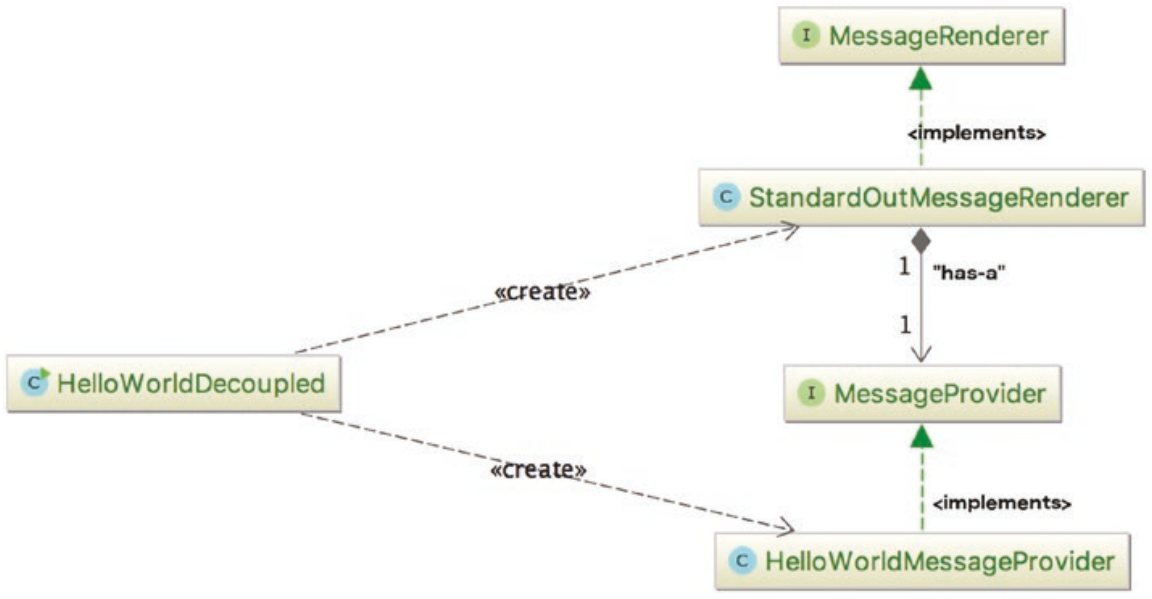 I MessageRenderer
<implements>
C StandardOutMessageRenderer
1 "has-a"
«create»
1
C HelloWorldDecoupled
I MessageProvider
«create»
<implements>
C HelloWorldMessageProvider